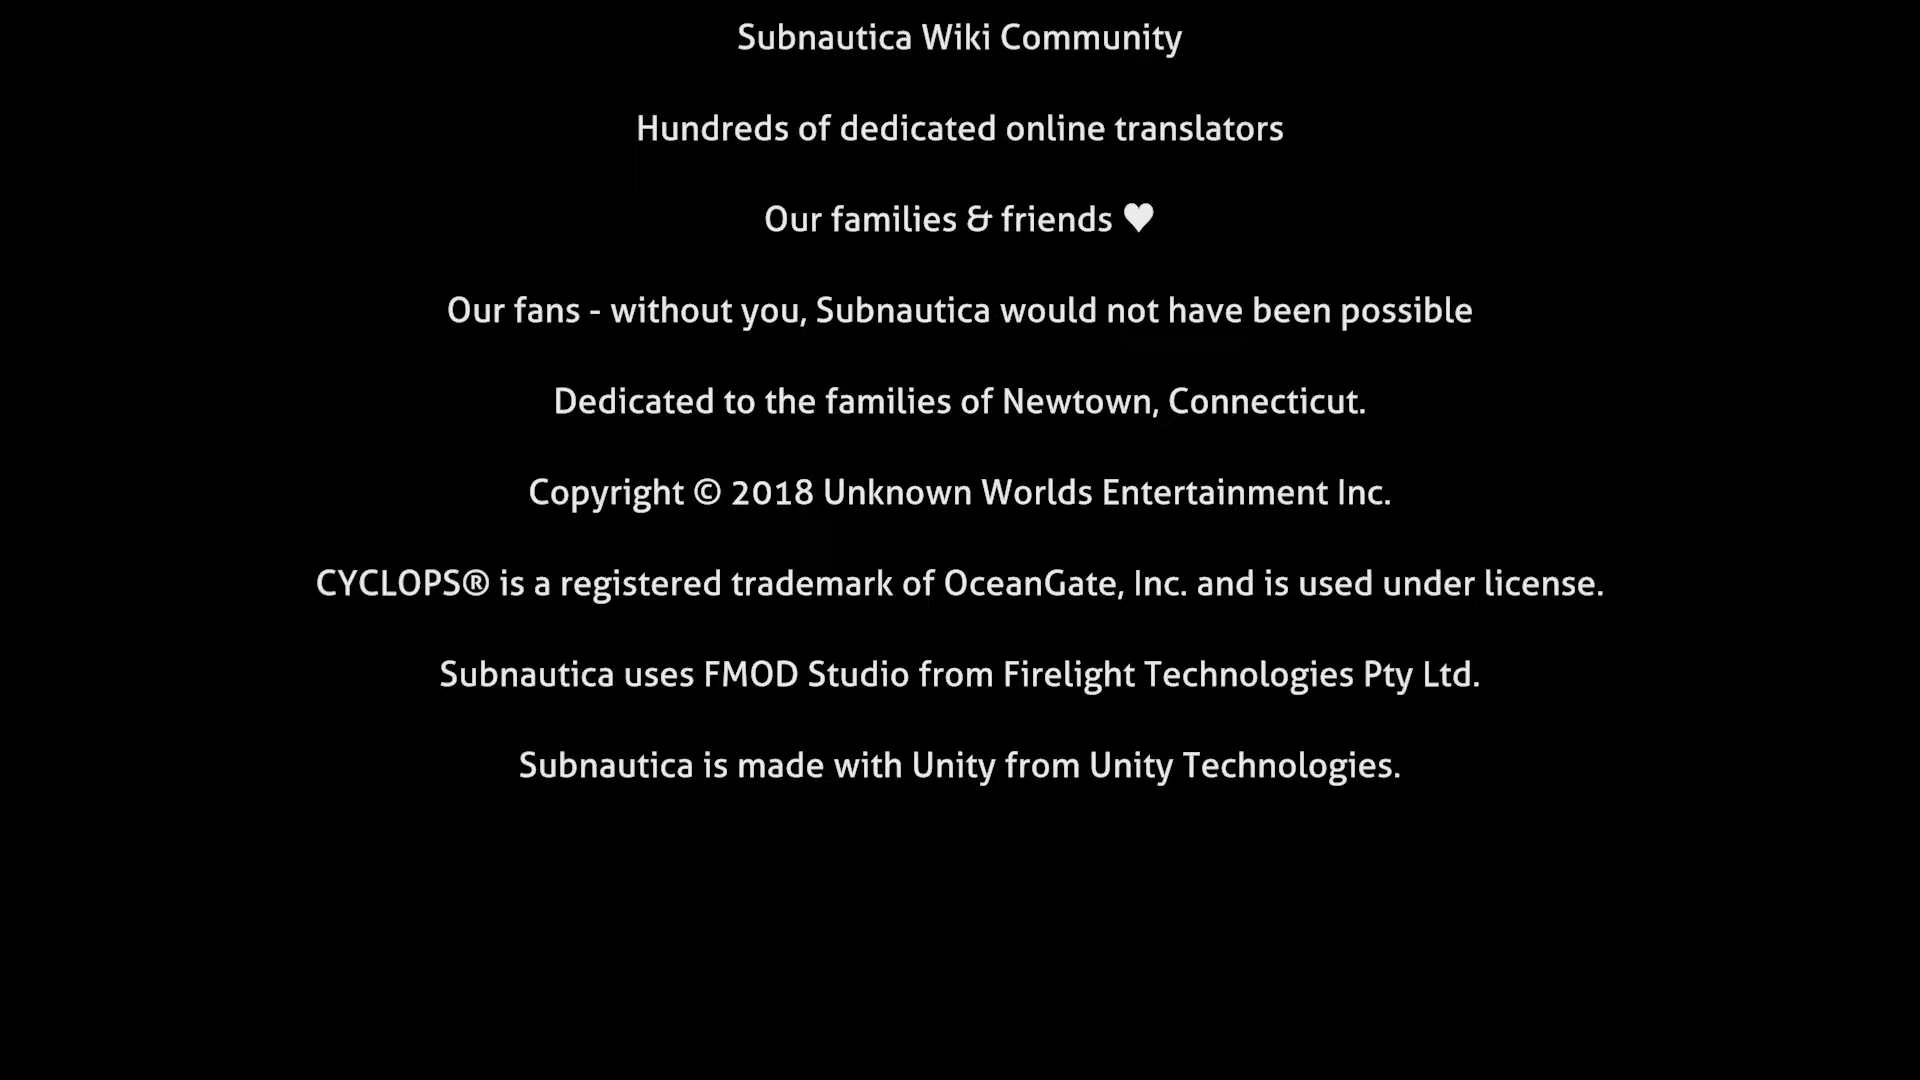 Subnautica Wiki Community
Hundreds of dedicated online translators
Our families & friends ♥
Our fans - without you, Subnautica would not have been possible
Dedicated to the families of Newtown, Connecticut.
Copyright © 2018 Unknown Worlds Entertainment Inc.
CYCLOPS® is a registered trademark of OceanGate, Inc. and is used under license.
Subnautica uses FMOD Studio from Firelight Technologies Pty Ltd.
Subnautica is made with Unity from Unity Technologies.